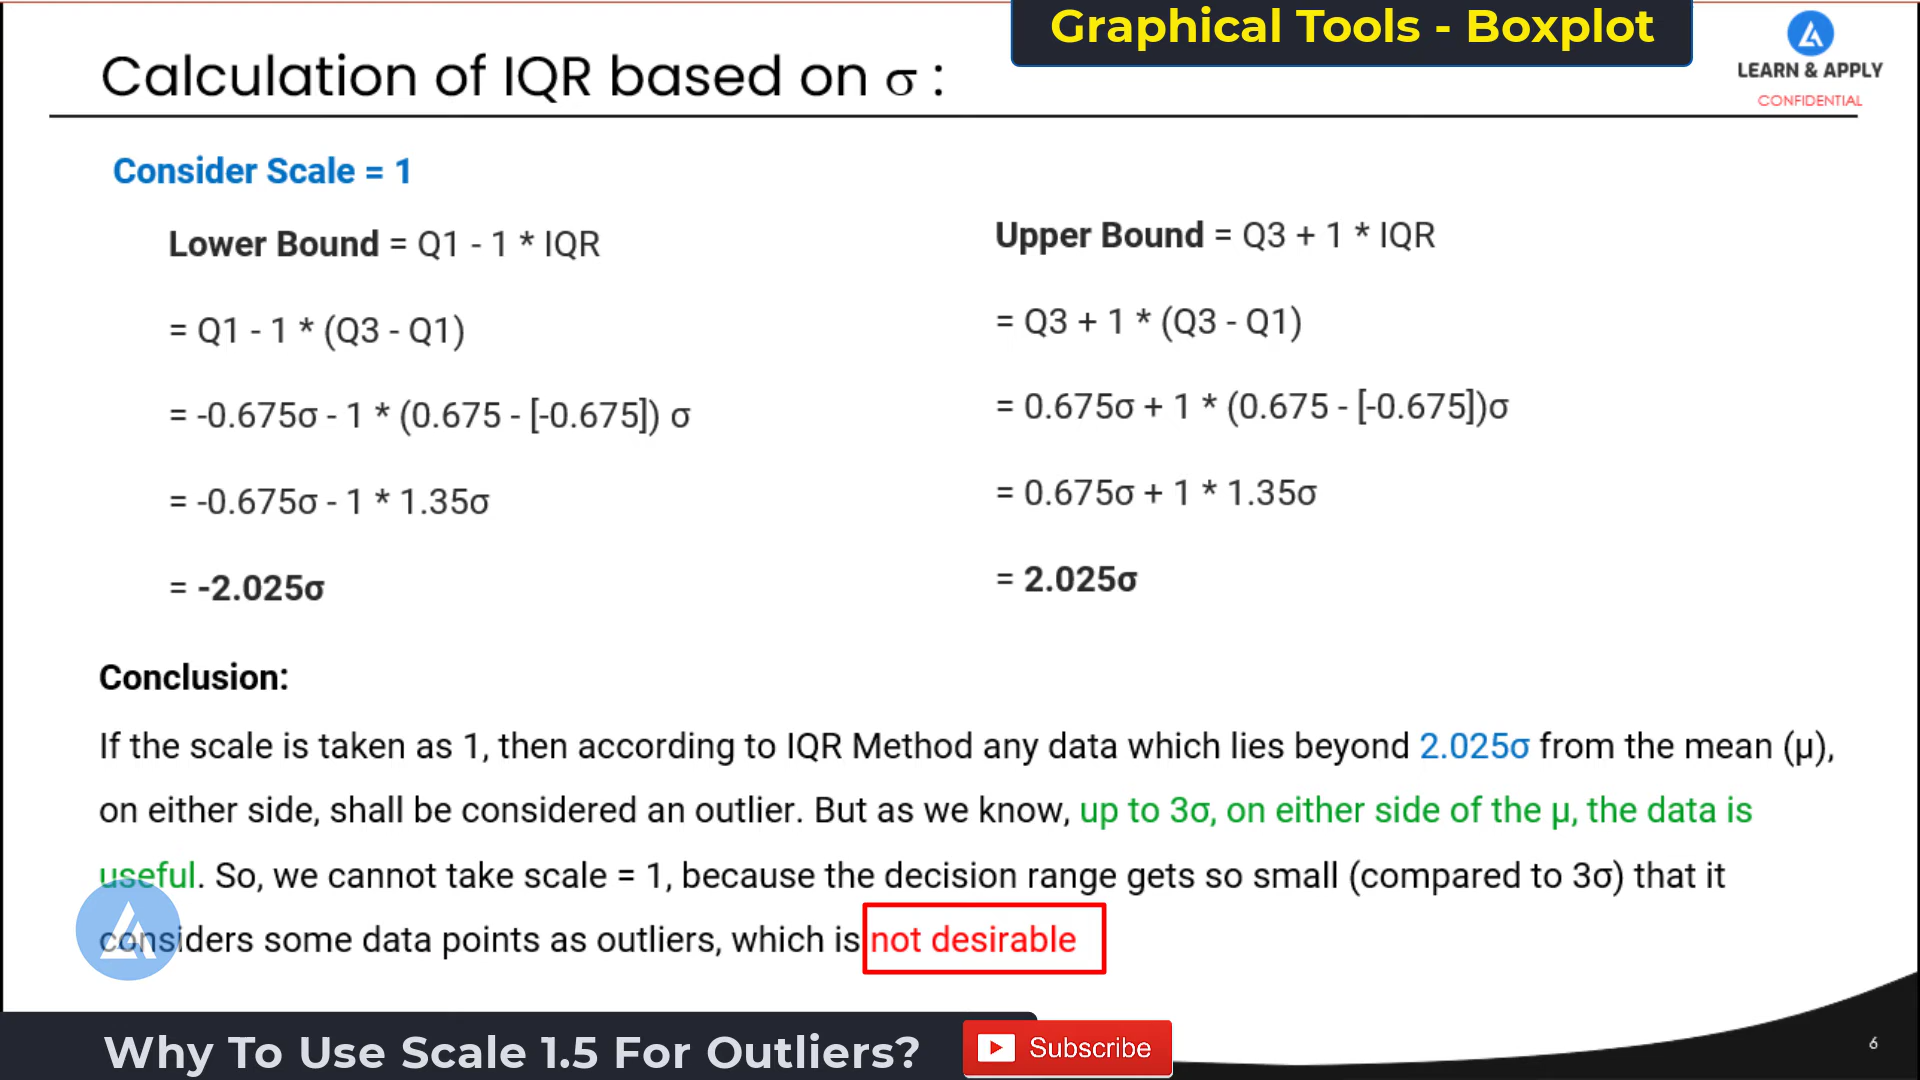 Graphical Tools - Boxplot
Calculation of IQR based on σ :
LEARN & APPLY
CONFIDENTIAL
Consider Scale = 1
Lower Bound = Q1 - 1 * IQR
= Q1 - 1 * (Q3 - Q1)
= -0.675σ - 1 * (0.675 - [-0.675]) σ
= -0.675σ - 1 * 1.35σ
= -2.025σ
Upper Bound = Q3 + 1 * IQR
= Q3 + 1 * (Q3 - Q1)
= 0.675σ + 1 * (0.675 - [-0.675])σ
= 0.675σ + 1 * 1.35σ
= 2.025σ
Conclusion:
If the scale is taken as 1, then according to IQR Method any data which lies beyond 2.025σ from the mean (μ),
on either side, shall be considered an outlier. But as we know, up to 3σ, on either side of the μ, the data is
useful. So, we cannot take scale = 1, because the decision range gets so small (compared to 3σ) that it
considers some data points as outliers, which is not desirable
Why To Use Scale 1.5 For Outliers?
Subscribe
6